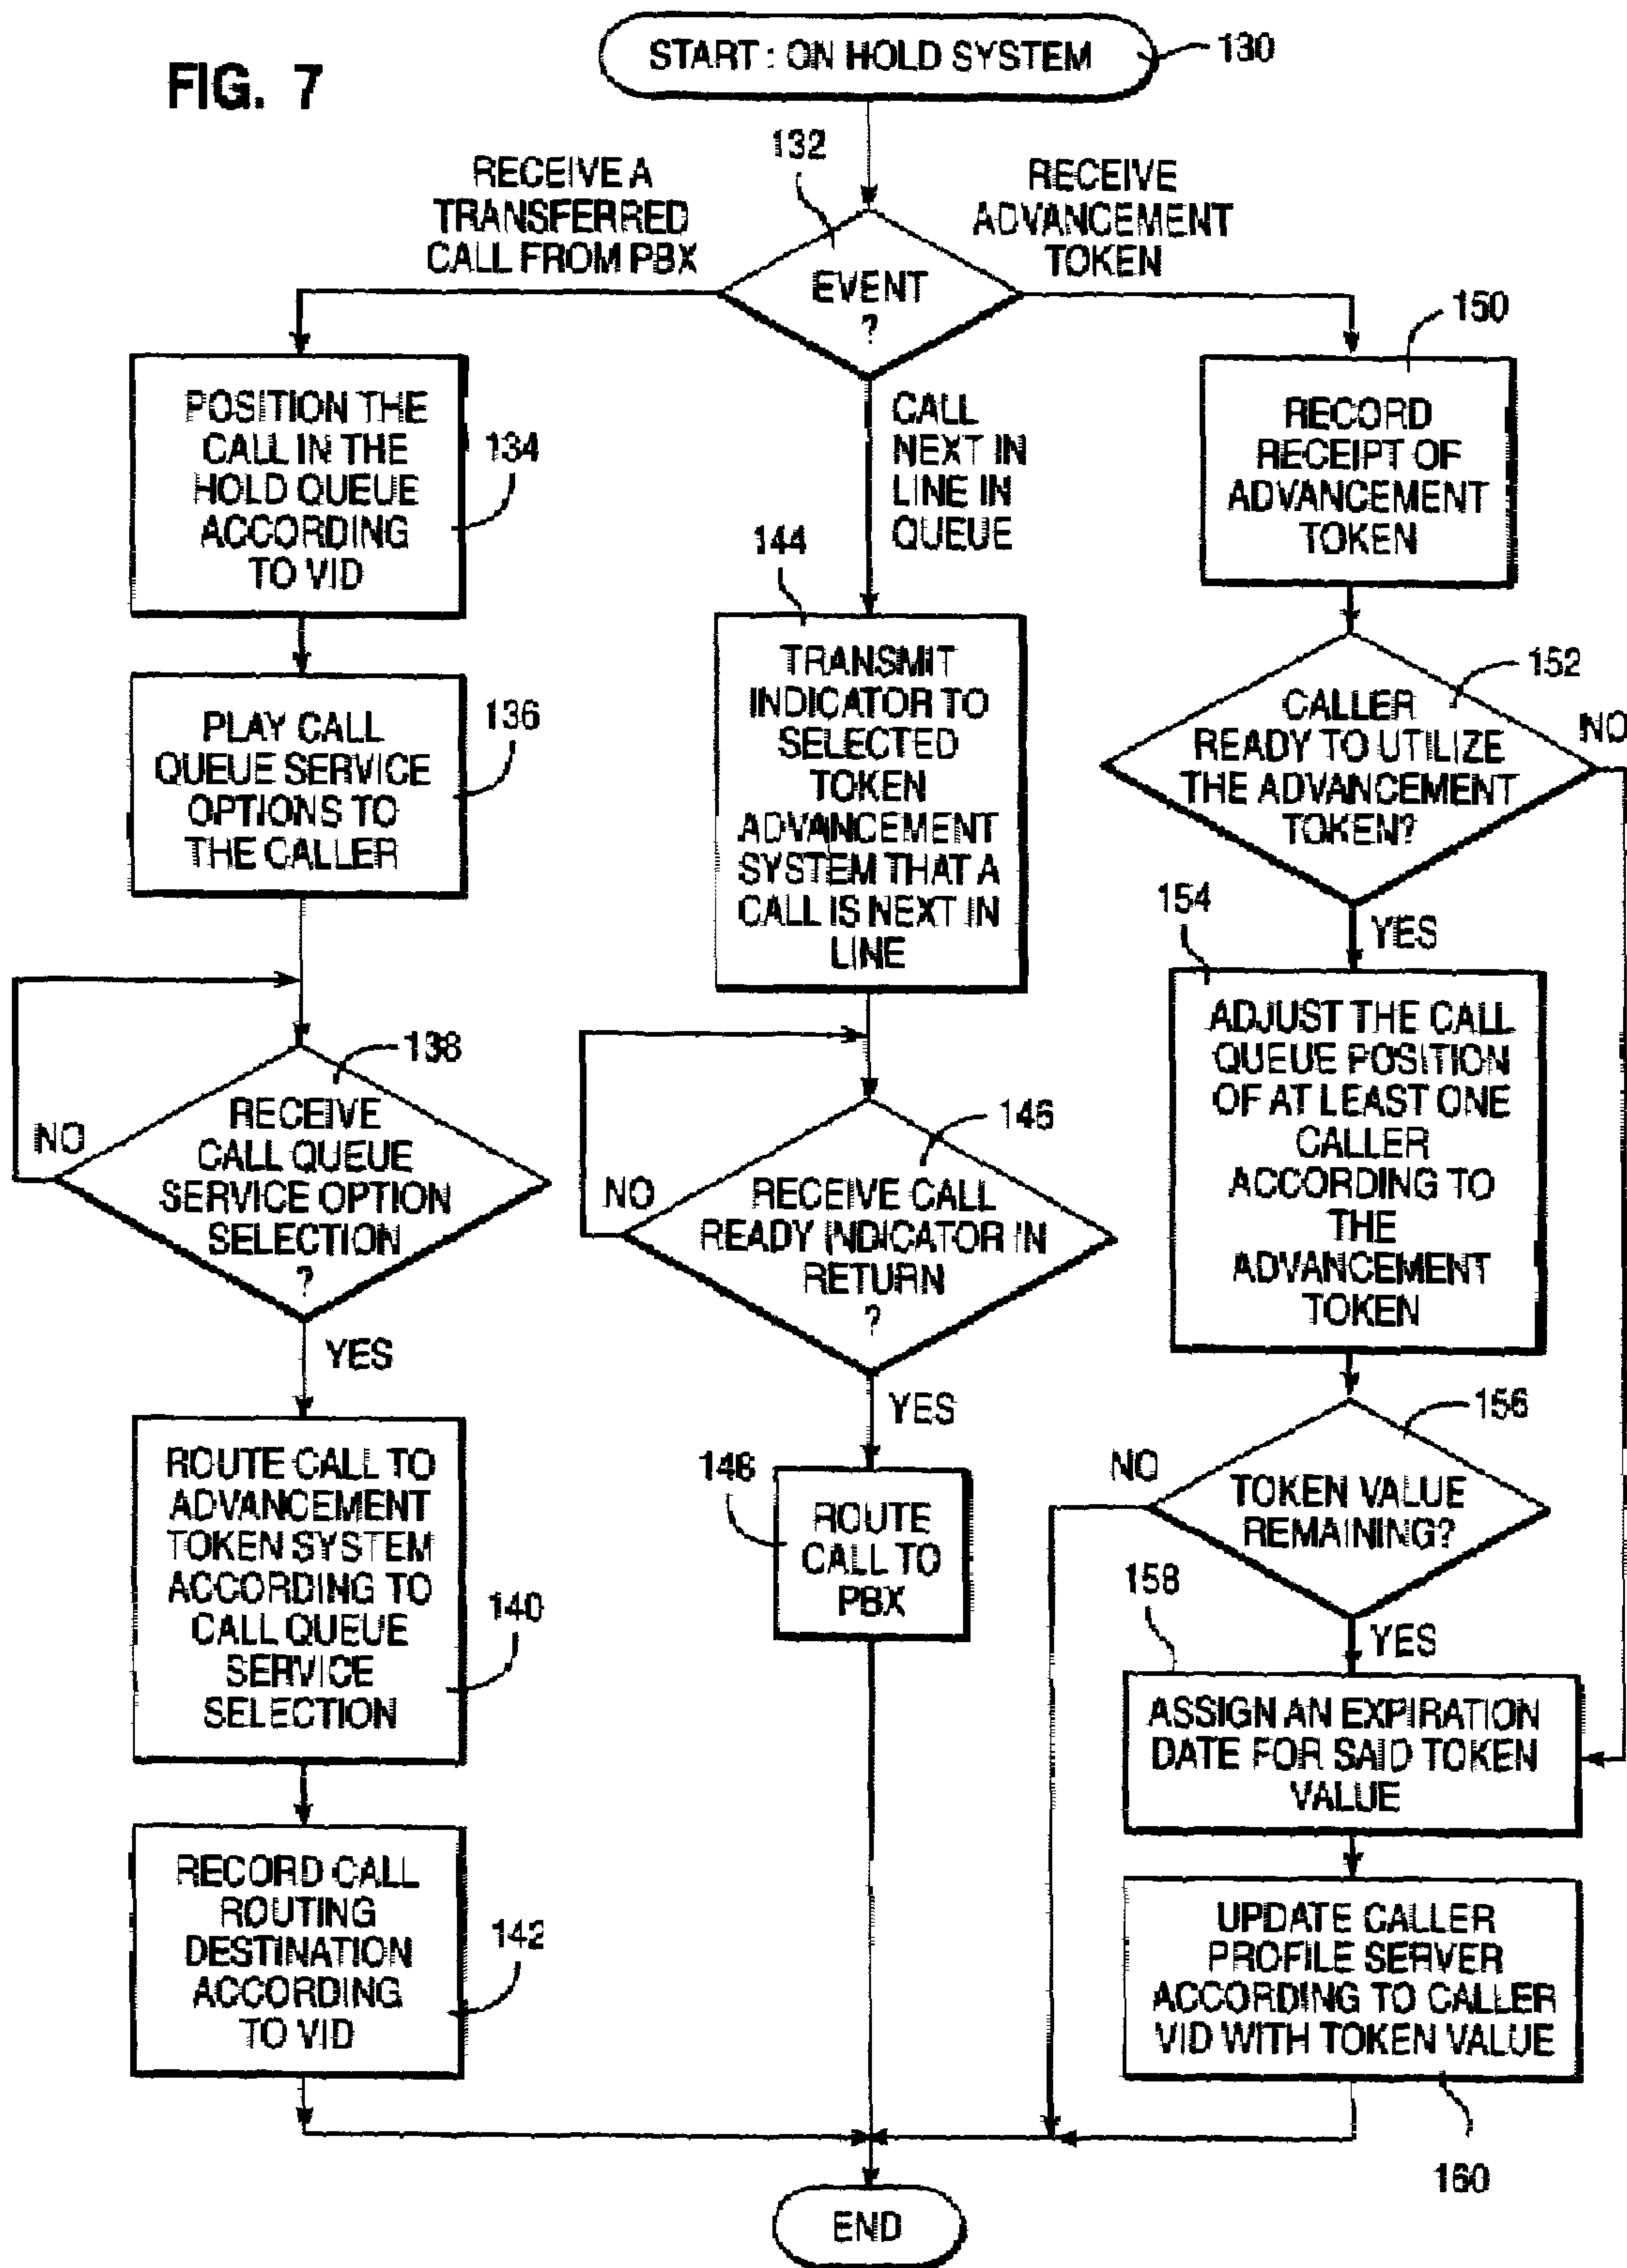 FIG. 7
START : ON HOLD SYSTEM
130
132
RECEIVE A
TRANSFERRED
CALL FROM PBX
RECEIVE
ADVANCEMENT
TOKEN
EVENT
?
CALL
NEXT IN
LINE IN
QUEUE
POSITION THE
CALL IN THE
HOLD QUEUE
ACCORDING
TO VID
134
PLAY CALL
QUEUE SERVICE
OPTIONS TO
THE CALLER
136
138
RECEIVE
CALL QUEUE
SERVICE OPTION
SELECTION
?
NO
YES
ROUTE CALL TO
ADVANCEMENT
TOKEN SYSTEM
ACCORDING TO
CALL QUEUE
SERVICE
SELECTION
140
RECORD CALL
ROUTING
DESTINATION
ACCORDING
TO VID
142
144
TRANSMIT
INDICATOR TO
SELECTED
TOKEN
ADVANCEMENT
SYSTEM THAT A
CALL IS NEXT IN
LINE
146
RECEIVE CALL
READY INDICATOR IN
RETURN
?
NO
YES
148
ROUTE
CALL TO
PBX
150
RECORD
RECEIPT OF
ADVANCEMENT
TOKEN
152
CALLER
READY TO UTILIZE
THE ADVANCEMENT
TOKEN?
NO
YES
154
ADJUST THE CALL
QUEUE POSITION
OF AT LEAST ONE
CALLER
ACCORDING TO
THE
ADVANCEMENT
TOKEN
156
TOKEN VALUE
REMAINING?
NO
YES
158
ASSIGN AN EXPIRATION
DATE FOR SAID TOKEN
VALUE
UPDATE CALLER
PROFILE SERVER
ACCORDING TO CALLER
VID WITH TOKEN VALUE
160
END